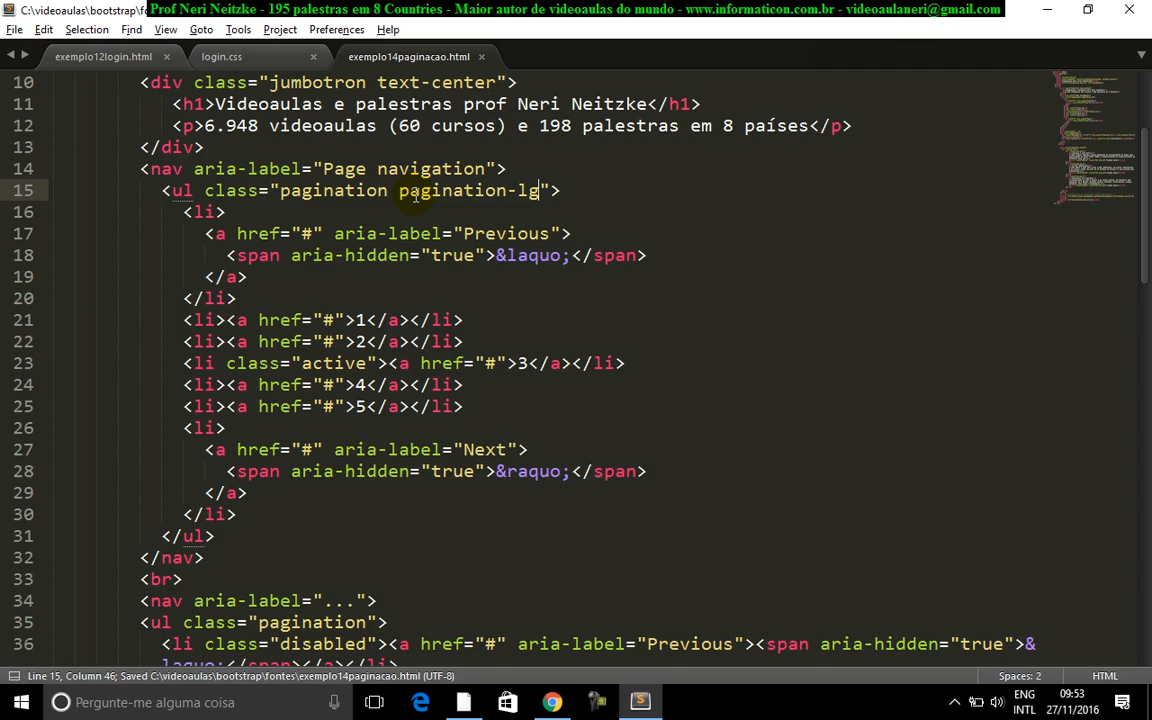 C:\videoaulas\bootstrap\fontes
Prof Neri Neitzke - 195 palestras em 8 Countries - Maior autor de videoaulas do mundo - www.informaticon.com.br - videoaulaneri@gmail.com
File Edit Selection Find View Goto Tools Project Preferences Help
exemplo12login.html × login.css × exemplo14paginacao.html ×
10 <div class="jumbotron text-center">
11 <h1>Videoaulas e palestras prof Neri Neitzke</h1>
12 <p>6.948 videoaulas (60 cursos) e 198 palestras em 8 países</p>
13 </div>
14 <nav aria-label="Page navigation">
15 <ul class="pagination pagination-lg">
16 <li>
17 <a href="#" aria-label="Previous">
18 <span aria-hidden="true">&laquo;</span>
19 </a>
20 </li>
21 <li><a href="#">1</a></li>
22 <li><a href="#">2</a></li>
23 <li class="active"><a href="#">3</a></li>
24 <li><a href="#">4</a></li>
25 <li><a href="#">5</a></li>
26 <li>
27 <a href="#" aria-label="Next">
28 <span aria-hidden="true">&raquo;</span>
29 </a>
30 </li>
31 </ul>
32 </nav>
33 <br>
34 <nav aria-label="...">
35 <ul class="pagination">
36 <li class="disabled"><a href="#" aria-label="Previous"><span aria-hidden="true">&
laquo;</span></a></li>
Line 15, Column 46; Saved C:\videoaulas\bootstrap\fontes\exemplo14paginacao.html (UTF-8) Spaces: 2 HTML
Pergunte-me alguma coisa
ENG 09:53
INTL 27/11/2016